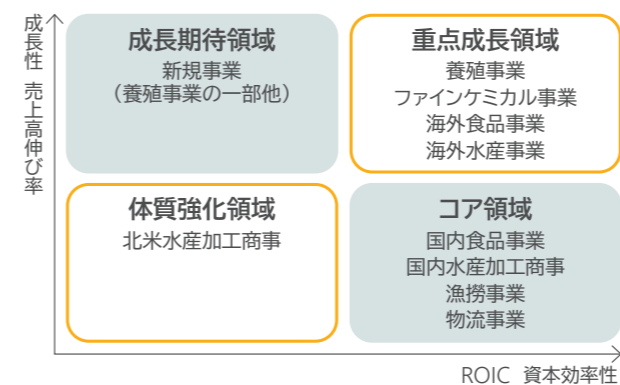 成長性 売上高伸び率
成長期待領域
新規事業
（養殖事業の一部他）
重点成長領域
養殖事業
ファインケミカル事業
海外食品事業
海外水産事業
体質強化領域
北米水産加工商事
コア領域
国内食品事業
国内水産加工商事
漁撈事業
物流事業
ROIC 資本効率性